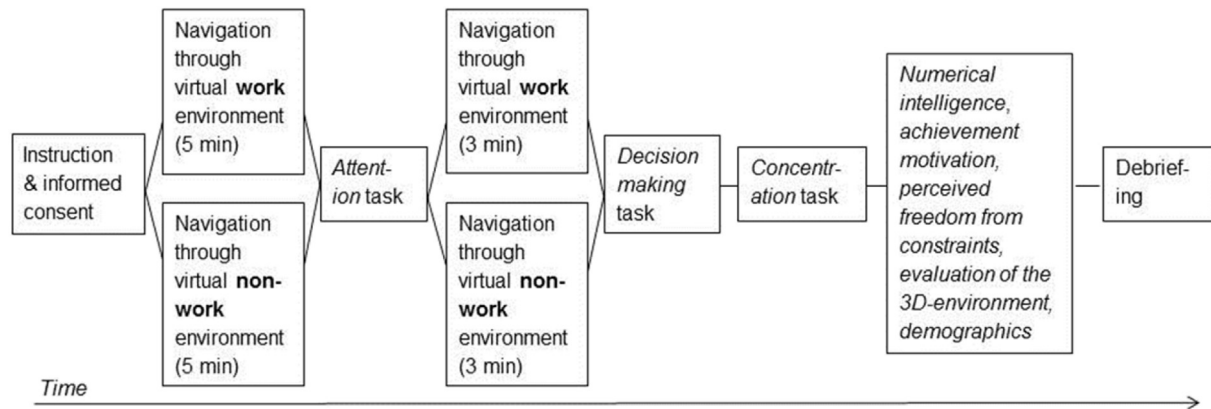 Instruction
& informed
consent
Navigation
through
virtual work
environment
(5 min)
Navigation
through
virtual non-
work
environment
(5 min)
Attent-
ion task
Navigation
through
virtual work
environment
(3 min)
Navigation
through
virtual non-
work
environment
(3 min)
Decision
making
task
Concentr-
ation task
Numerical
intelligence,
achievement
motivation,
perceived
freedom from
constraints,
evaluation of the
3D-environment,
demographics
Debrief-
ing
Time